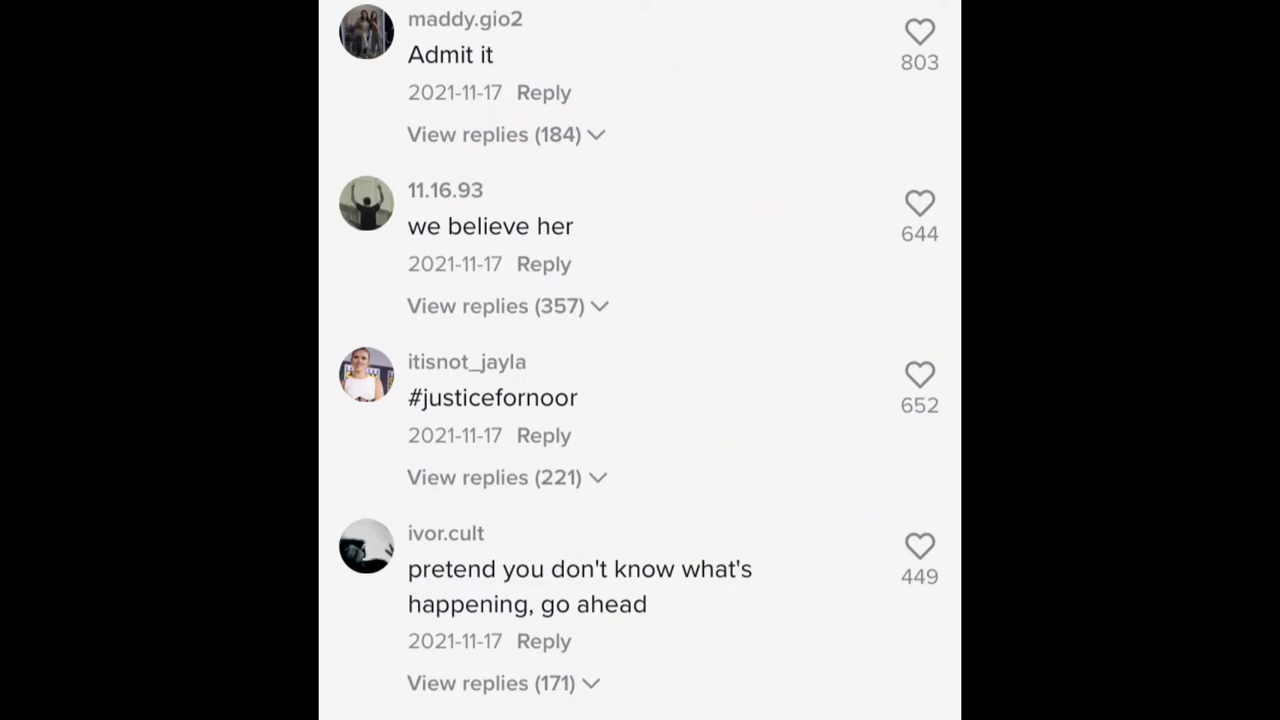 maddy.gio2
Admit it
803
2021-11-17 Reply
View replies (184)
11.16.93
we believe her
644
2021-11-17 Reply
View replies (357)
itisnot_jayla
#justicefornoor
652
2021-11-17 Reply
View replies (221)
ivor.cult
pretend you don't know what's
happening, go ahead
449
2021-11-17 Reply
View replies (171)